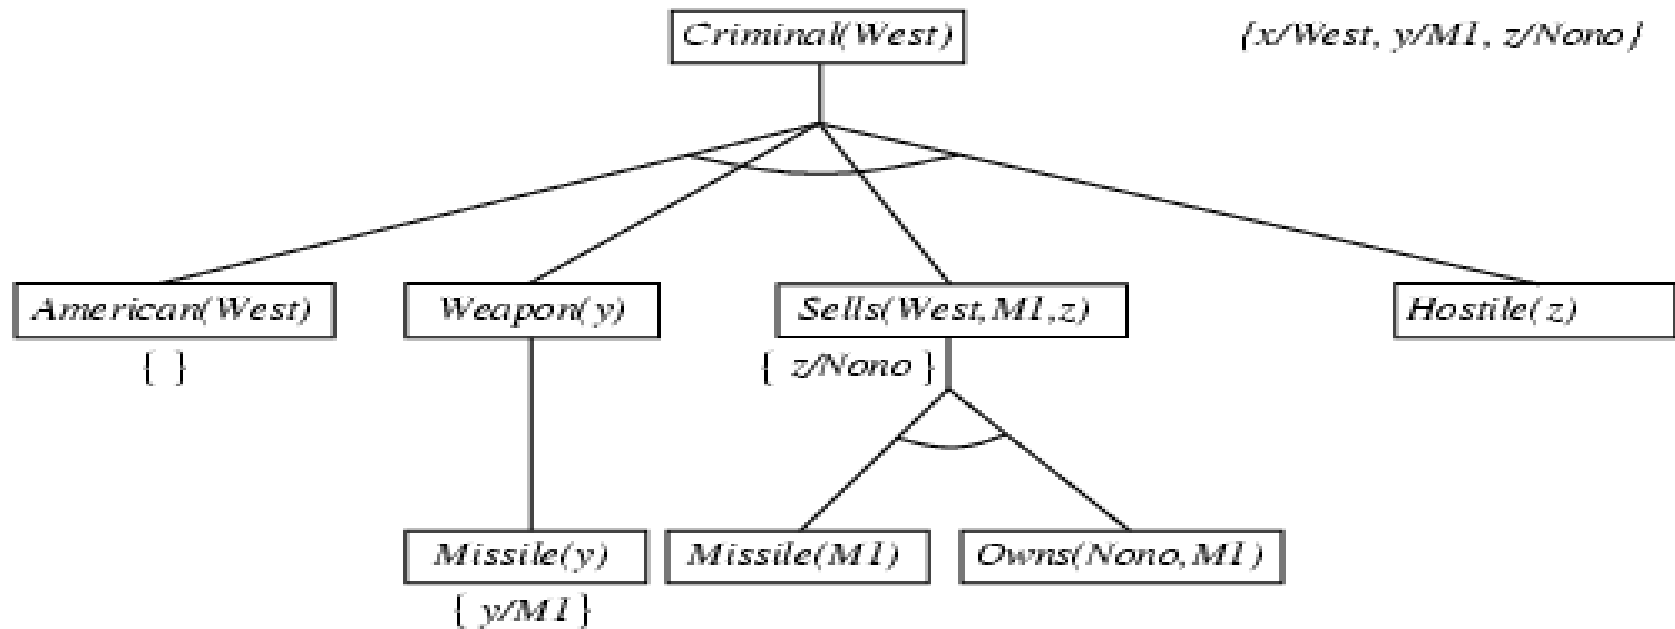 Criminal(West)
{x/West, y/M1, z/Nono}
American(West)
Weapon(y)
Sells(West,M1,z)
Hostile(z)
{ }
{ z/Nono }
Missile(y)
Missile(M1)
Owns(Nono,M1)
{ y/M1 }